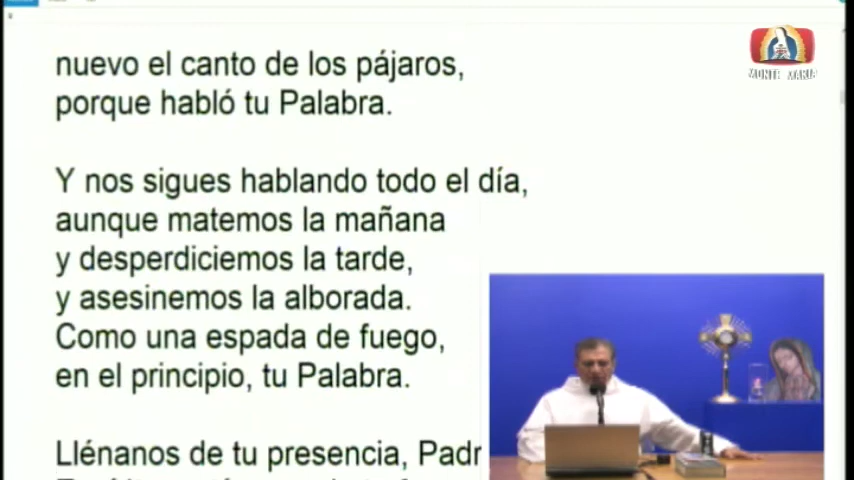 nuevo el canto de los pájaros,
porque habló tu Palabra.
Y nos sigues hablando todo el día,
aunque matemos la mañana
y desperdiciemos la tarde,
y asesinemos la alborada.
Como una espada de fuego,
en el principio, tu Palabra.
Llénanos de tu presencia, Padr
MONTE MARIA